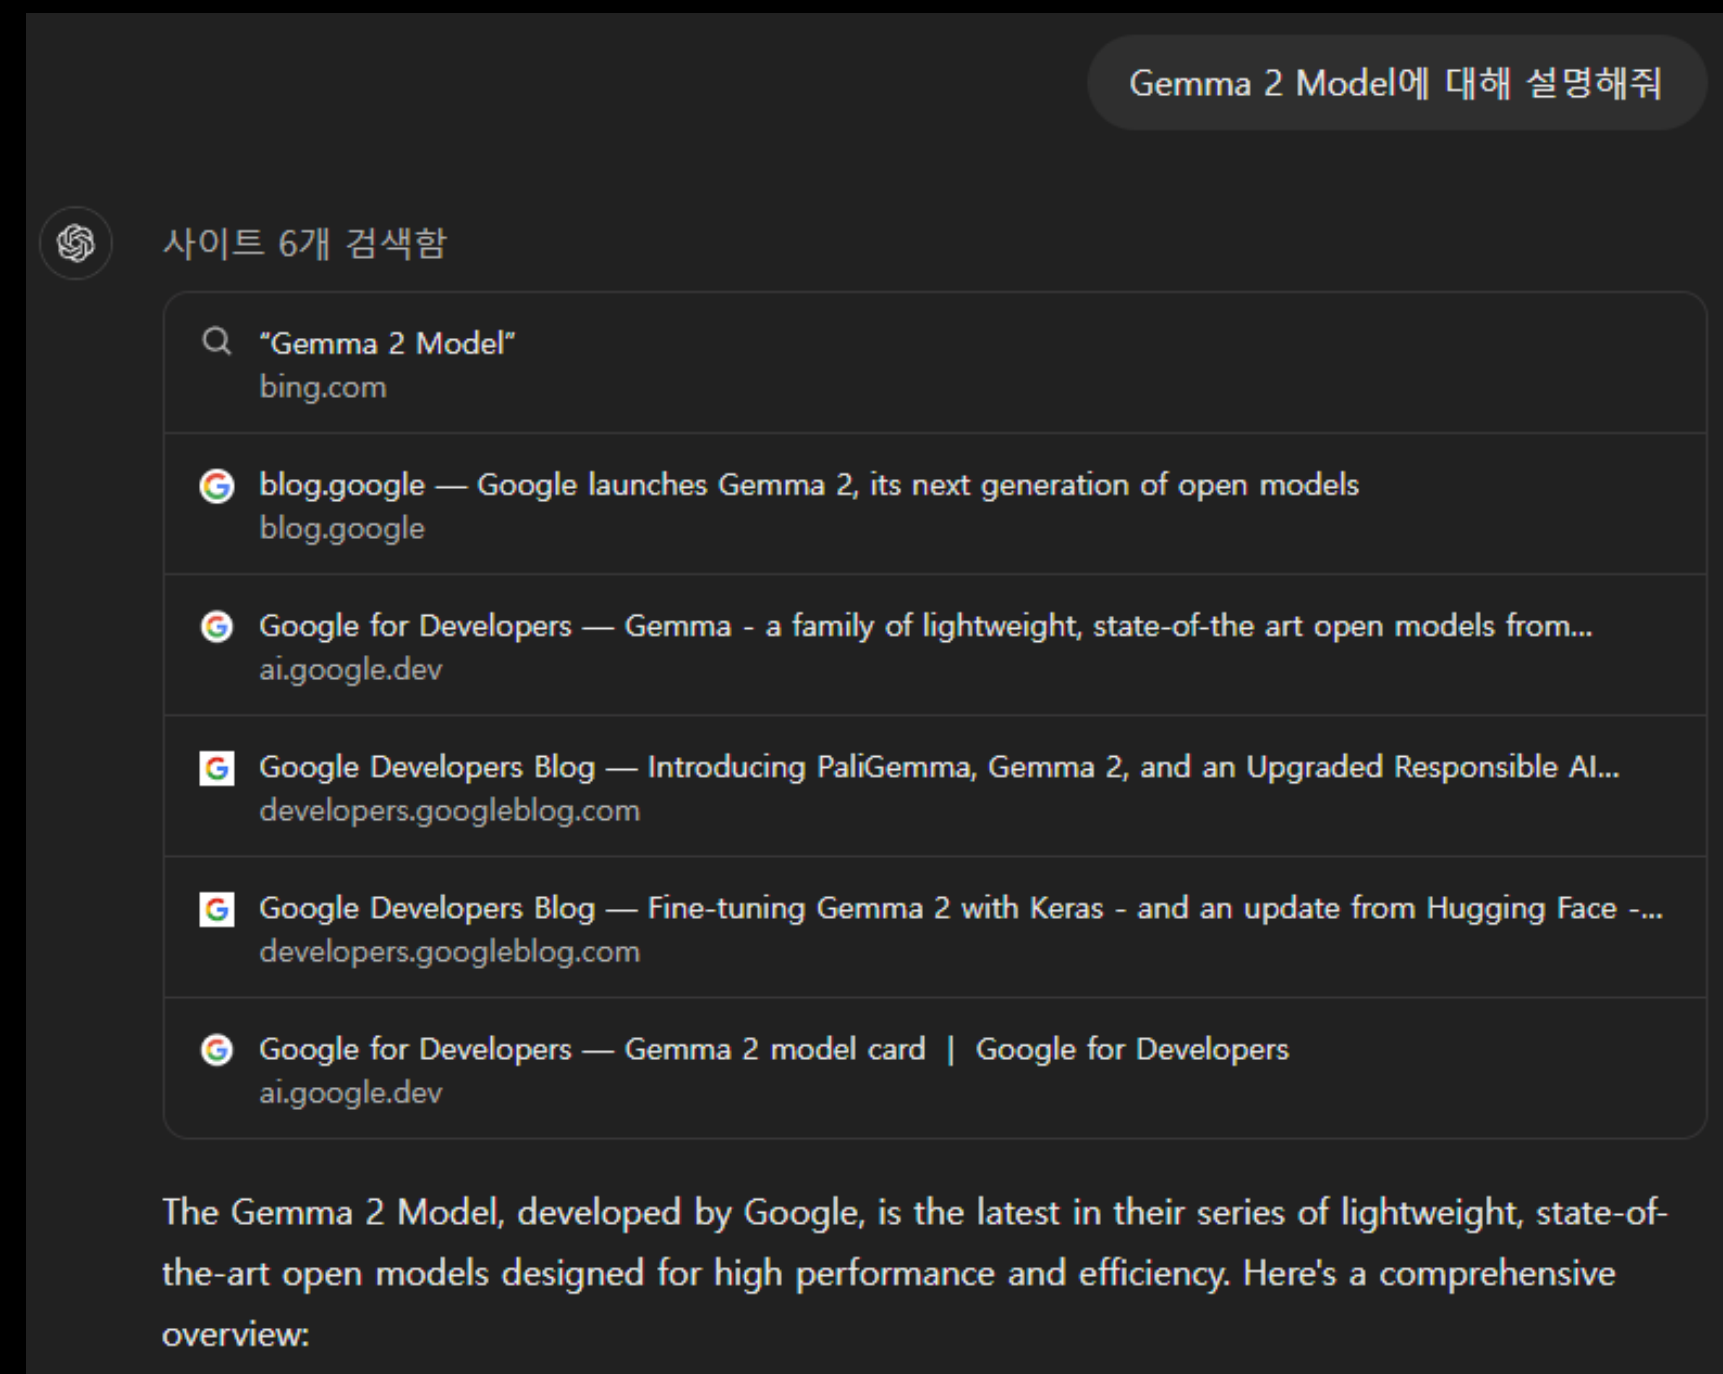 Gemma 2 Model에 대해 설명해줘
사이트 6개 검색함
“Gemma 2 Model”
bing.com
blog.google — Google launches Gemma 2, its next generation of open models
blog.google
Google for Developers — Gemma - a family of lightweight, state-of-the art open models from...
ai.google.dev
Google Developers Blog — Introducing PaliGemma, Gemma 2, and an Upgraded Responsible AI...
developers.googleblog.com
Google Developers Blog — Fine-tuning Gemma 2 with Keras - and an update from Hugging Face -...
developers.googleblog.com
Google for Developers — Gemma 2 model card | Google for Developers
ai.google.dev
The Gemma 2 Model, developed by Google, is the latest in their series of lightweight, state-of-
the-art open models designed for high performance and efficiency. Here's a comprehensive
overview: